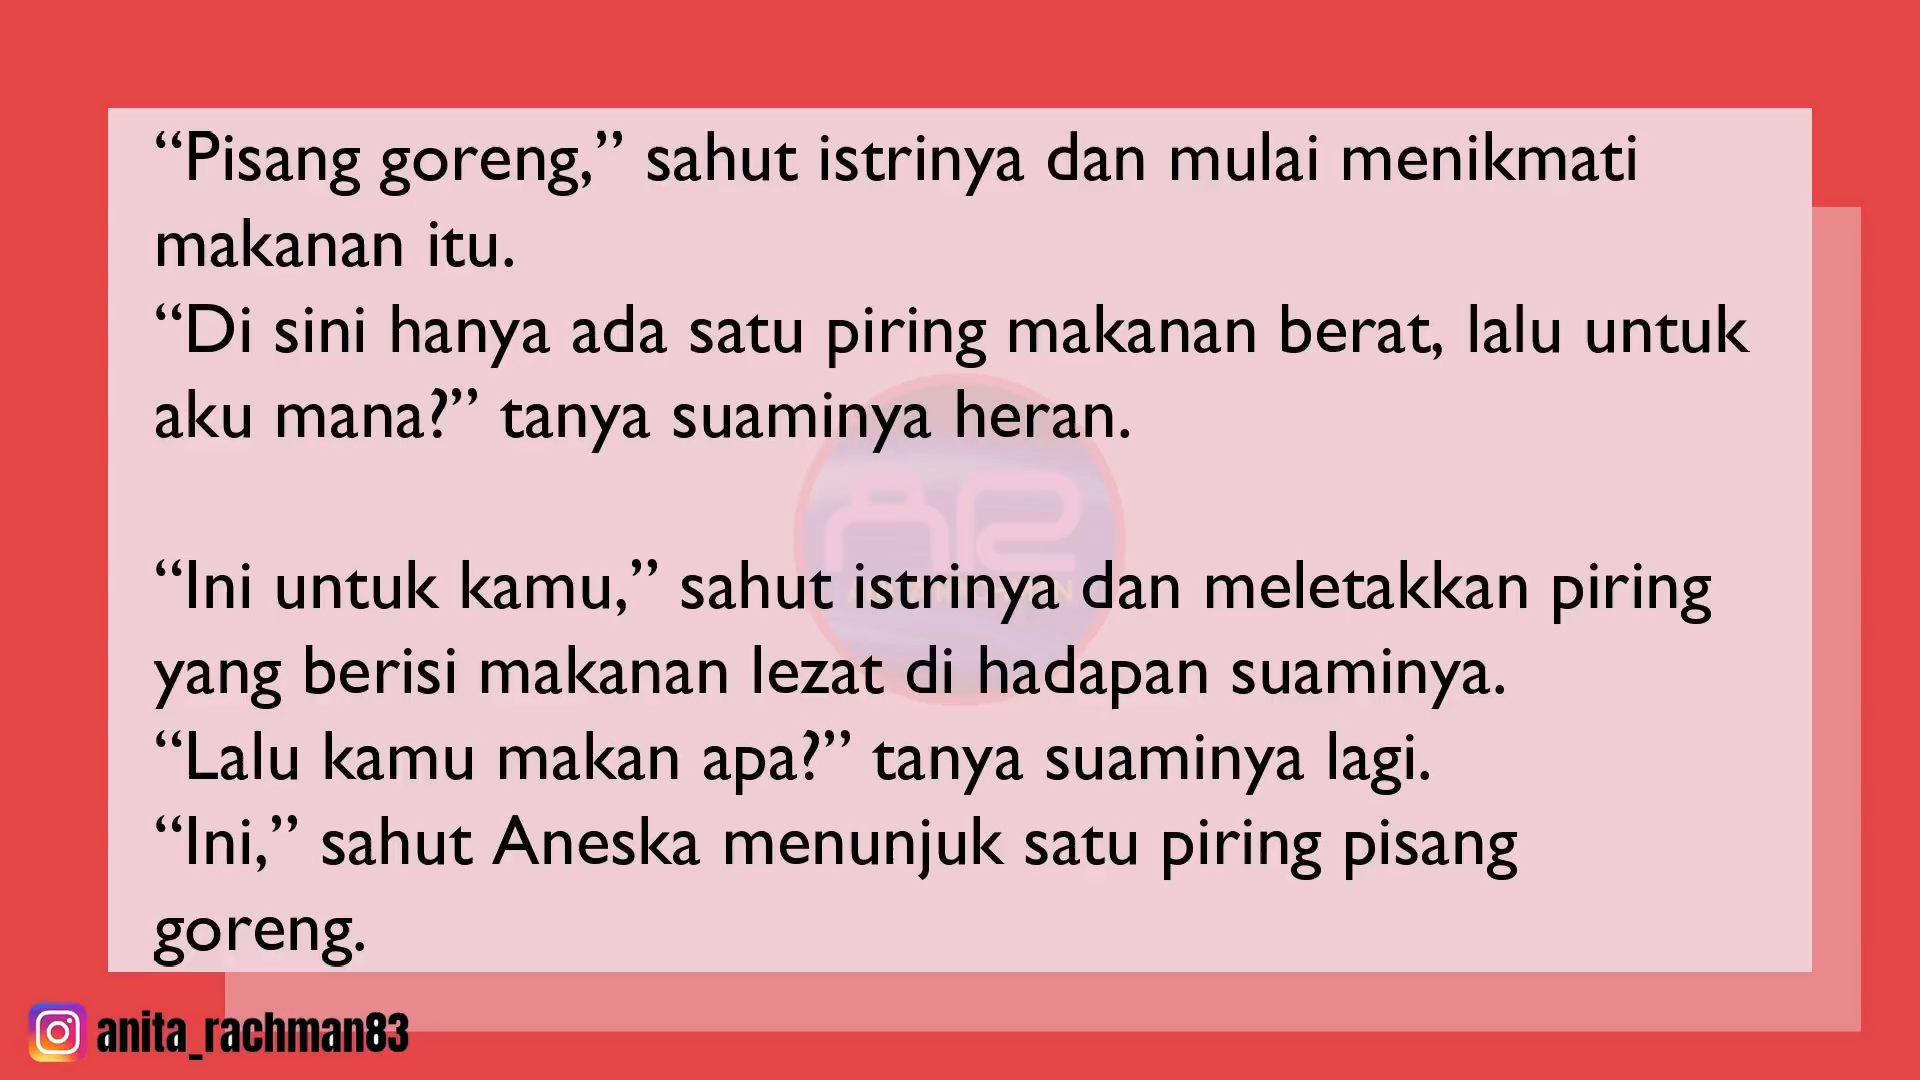 “Pisang goreng,” sahut istrinya dan mulai menikmati
makanan itu.
“Di sini hanya ada satu piring makanan berat, lalu untuk
aku mana?” tanya suaminya heran.
“Ini untuk kamu,” sahut istrinya dan meletakkan piring
yang berisi makanan lezat di hadapan suaminya.
“Lalu kamu makan apa?” tanya suaminya lagi.
“Ini,” sahut Aneska menunjuk satu piring pisang
goreng.
anita_rachman83